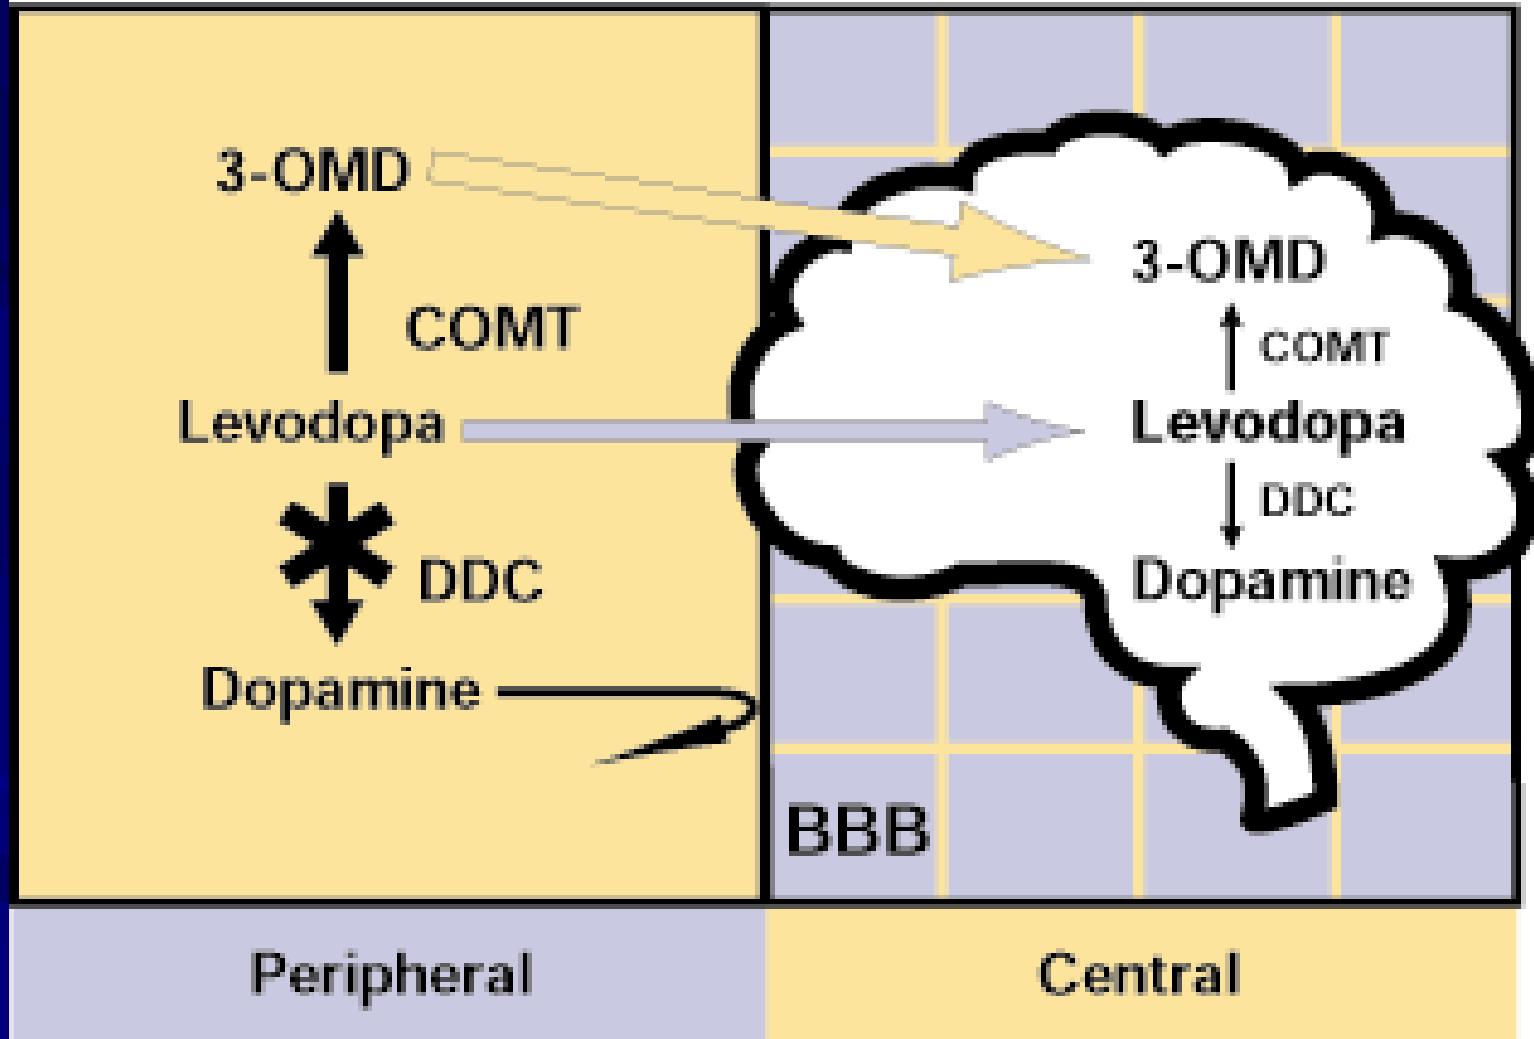 3-OMD
COMT
Levodopa
DDC
Dopamine
3-OMD
COMT
Levodopa
DDC
Dopamine
BBB
Peripheral
Central